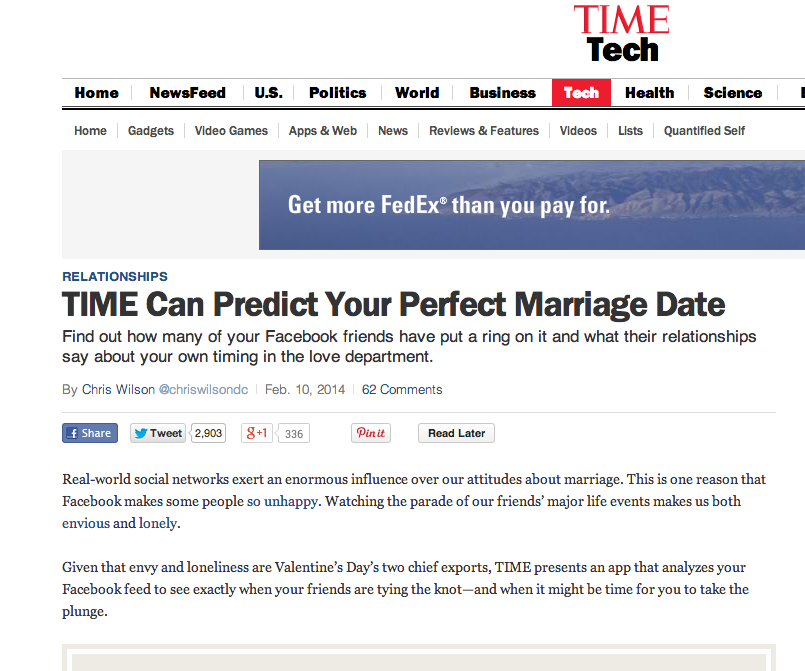 TIME
Tech
Home NewsFeed U.S. Politics World Business Tech Health Science
Home Gadgets Video Games Apps & Web News Reviews & Features Videos Lists Quantified Self
Get more FedEx® than you pay for.
RELATIONSHIPS
TIME Can Predict Your Perfect Marriage Date
Find out how many of your Facebook friends have put a ring on it and what their relationships
say about your own timing in the love department.
By Chris Wilson @chriswilsondc Feb. 10, 2014 62 Comments
f Share Tweet 2,903 g+1 336 Pin it Read Later
Real-world social networks exert an enormous influence over our attitudes about marriage. This is one reason that
Facebook makes some people so unhappy. Watching the parade of our friends’ major life events makes us both
envious and lonely.
Given that envy and loneliness are Valentine’s Day’s two chief exports, TIME presents an app that analyzes your
Facebook feed to see exactly when your friends are tying the knot—and when it might be time for you to take the
plunge.